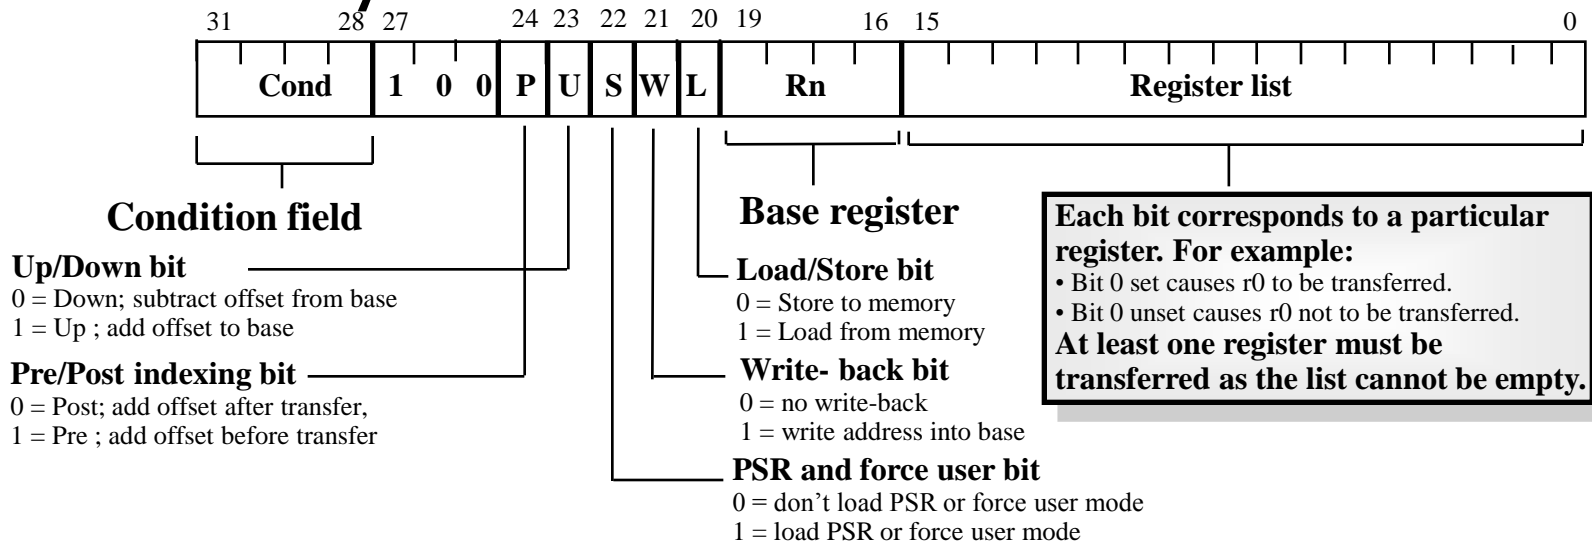 31 28 27 24 23 22 21 20 19 16 15 0
Cond 1 0 0 P U S W L Rn Register list
Condition field
Base register
Up/Down bit
0 = Down; subtract offset from base
1 = Up ; add offset to base
Pre/Post indexing bit
0 = Post; add offset after transfer,
1 = Pre ; add offset before transfer
Load/Store bit
0 = Store to memory
1 = Load from memory
Write- back bit
0 = no write-back
1 = write address into base
PSR and force user bit
0 = don’t load PSR or force user mode
1 = load PSR or force user mode
Each bit corresponds to a particular
register. For example:
• Bit 0 set causes r0 to be transferred.
• Bit 0 unset causes r0 not to be transferred.
At least one register must be
transferred as the list cannot be empty.